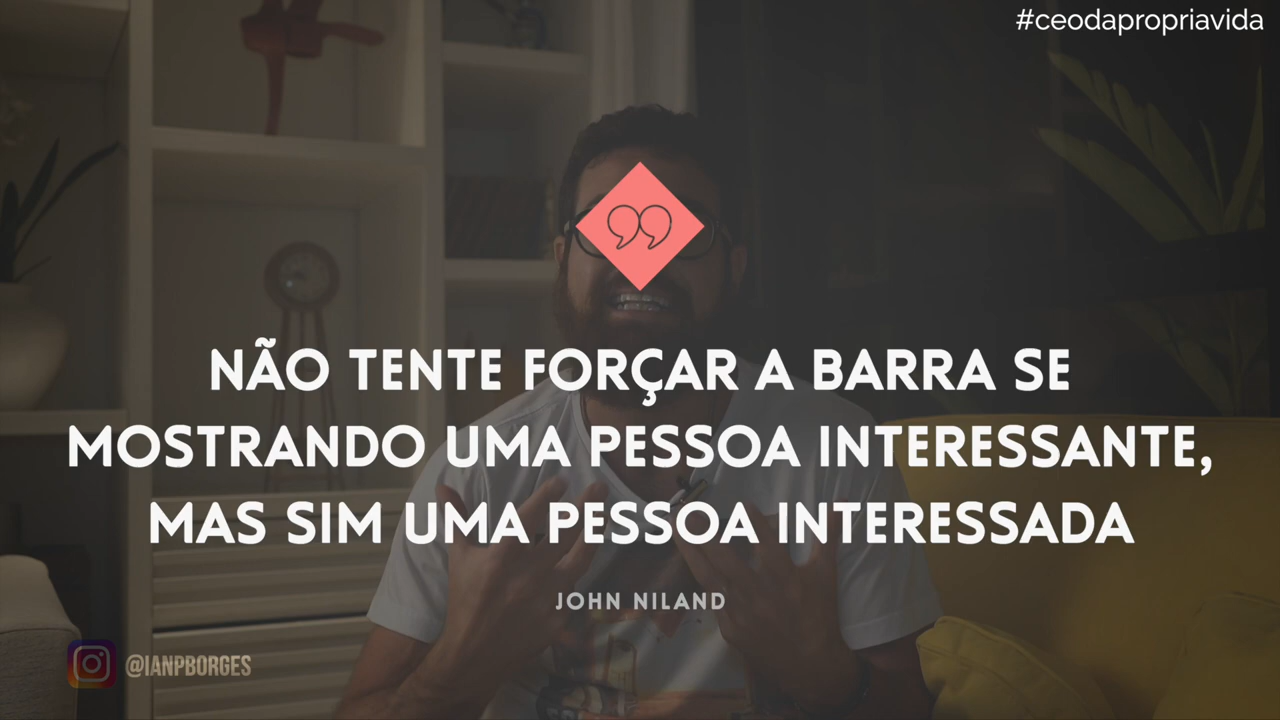 #ceodapropriavida
NÃO TENTE FORÇAR A BARRA SE
MOSTRANDO UMA PESSOA INTERESSANTE,
MAS SIM UMA PESSOA INTERESSADA
JOHN NILAND
@IANPBORGES